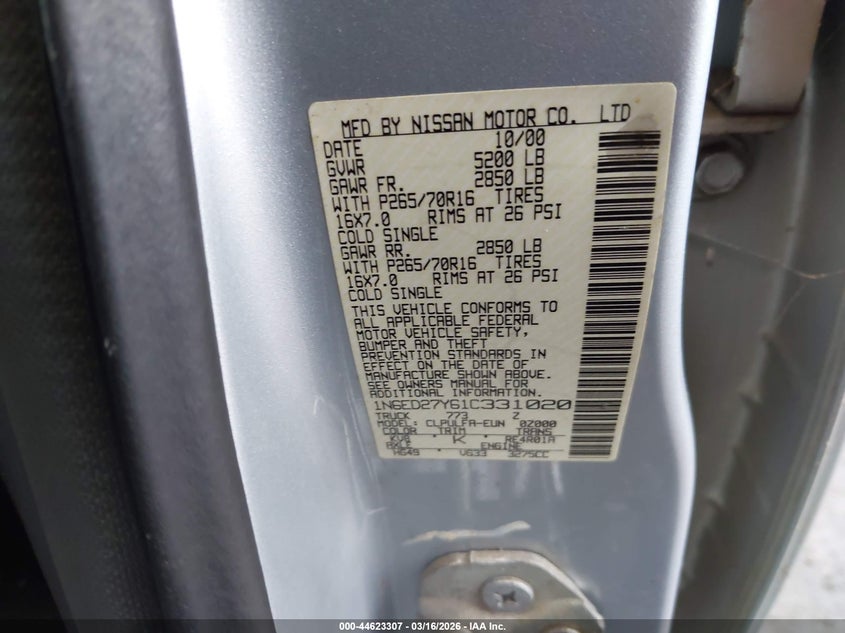 MFD BY NISSAN MOTOR CO. LTD
DATE 10/00
GVWR 5200 LB
GAWR FR. 2850 LB
WITH P265/70R16 TIRES
16X7.0 RIMS AT 26 PSI
COLD SINGLE
GAWR RR. 2850 LB
WITH P265/70R16 TIRES
16X7.0 RIMS AT 26 PSI
COLD SINGLE
THIS VEHICLE CONFORMS TO
ALL APPLICABLE FEDERAL
MOTOR VEHICLE SAFETY,
BUMPER AND THEFT
PREVENTION STANDARDS IN
EFFECT ON THE DATE OF
MANUFACTURE SHOWN ABOVE.
SEE OWNERS MANUAL FOR
ADDITIONAL INFORMATION
1N6ED27Y61C331020
TRUCK 773 Z
MODEL: CLPULFA-EUN 0Z000
COLOR TRIM TRANS
KV8 K RE4R01A
AXLE ENGINE
HG49 VG33 3275CC
000-44623307 - 03/16/2026 - IAA Inc.